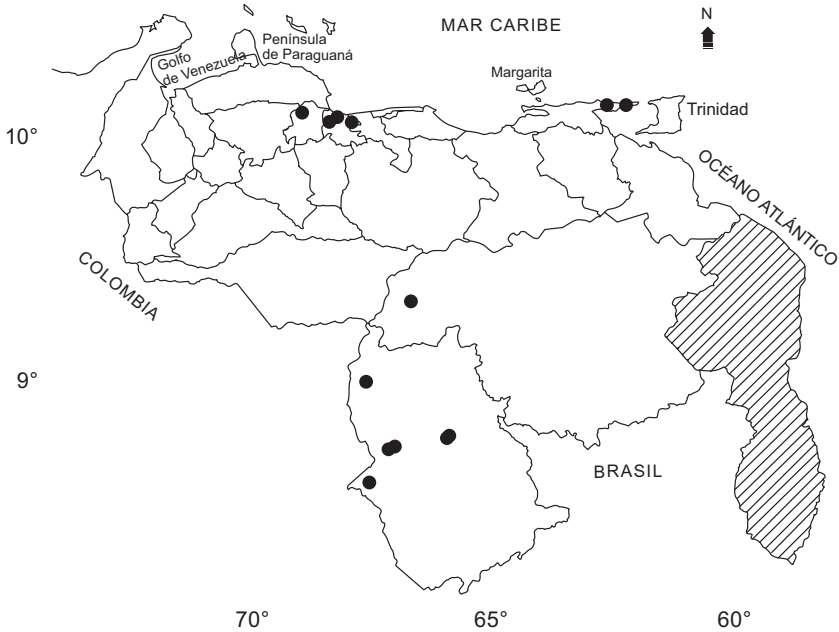 MAR CARIBE
N
Península
de Paraguaná
Golfo
de Venezuela
Margarita
Trinidad
10°
OCÉANO ATLÁNTICO
COLOMBIA
9°
BRASIL
70°
65°
60°